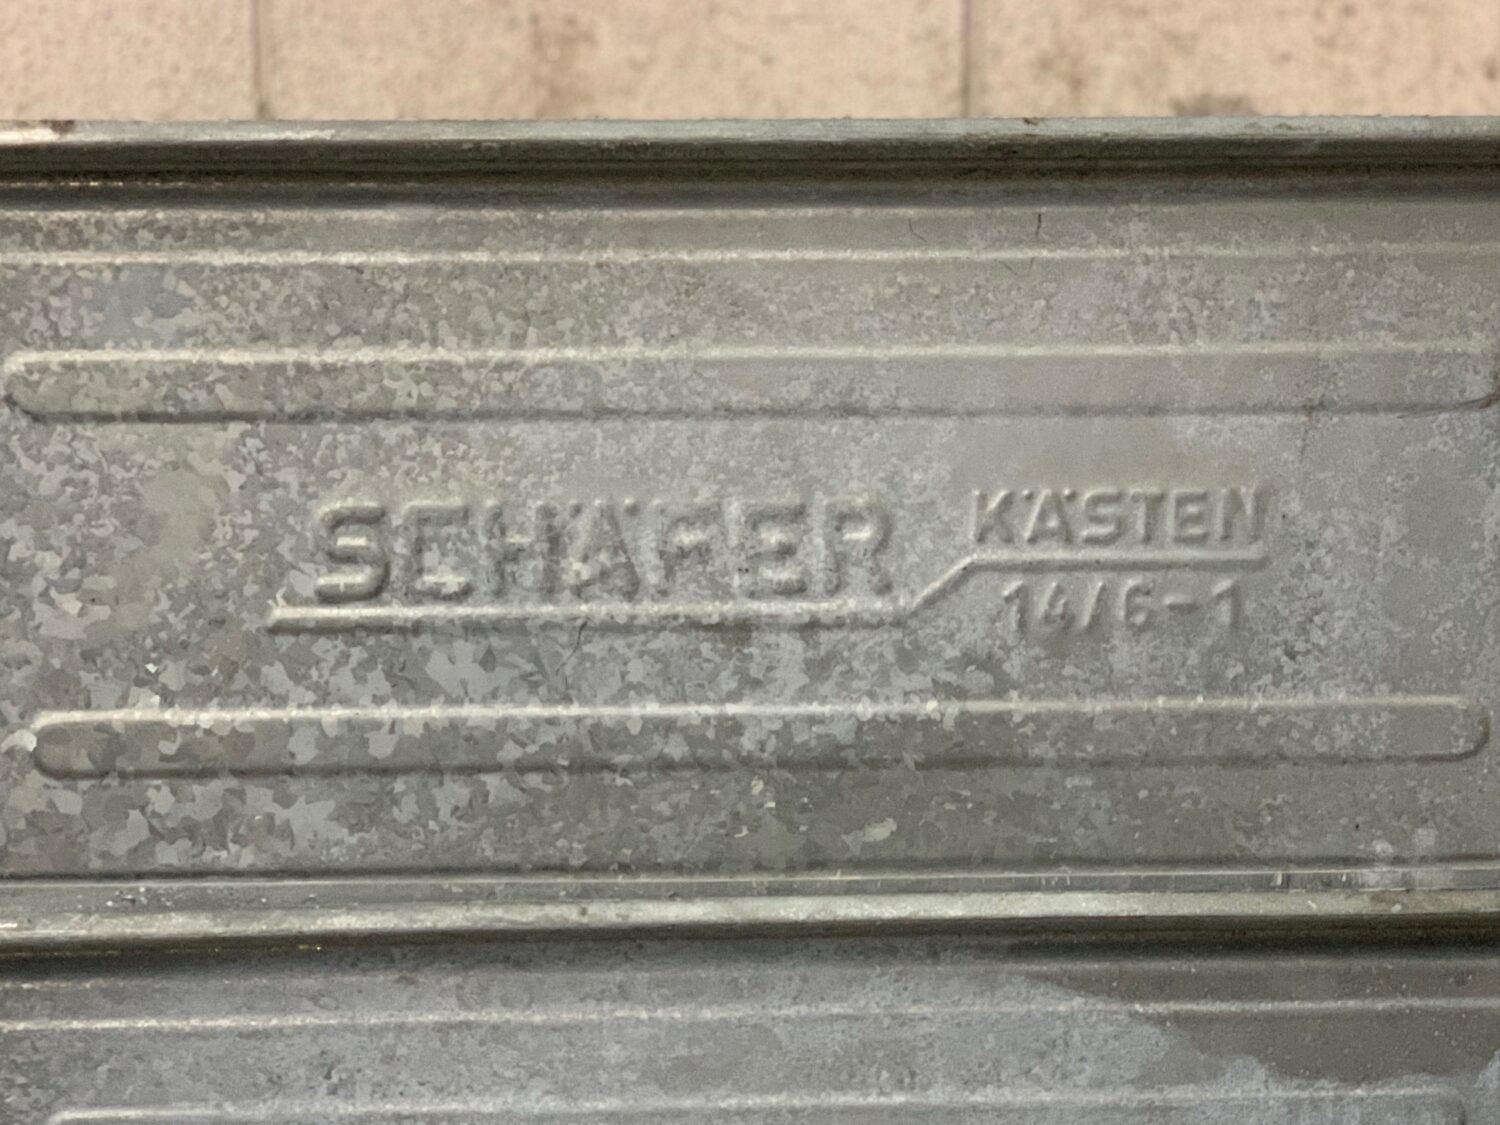 SCHÄFER KÄSTEN
14/6-1